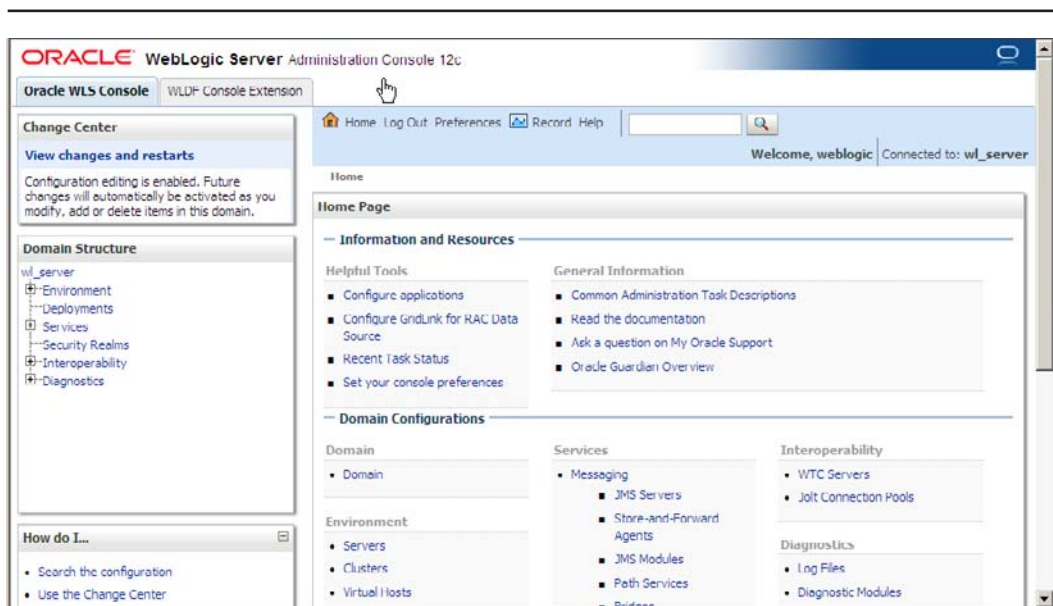 ORACLE WebLogic Server Administration Console 12c
Oracle WLS Console WLDF Console Extension
Change Center
View changes and restarts
Configuration editing is enabled. Future
changes will automatically be activated as you
modify, add or delete items in this domain.
Domain Structure
wl_server
Environment
Deployments
Services
Security Realms
Interoperability
Diagnostics
How do I...
Search the configuration
Use the Change Center
Home Log Out Preferences Record Help
Welcome, weblogic Connected to: wl_server
Home
Home Page
Information and Resources
Helpful Tools
Configure applications
Configure GridLink for RAC Data
Source
Recent Task Status
Set your console preferences
General Information
Common Administration Task Descriptions
Read the documentation
Ask a question on My Oracle Support
Oracle Guardian Overview
Domain Configurations
Domain
Domain
Environment
Servers
Clusters
Virtual Hosts
Services
Messaging
JMS Servers
Store-and-Forward
Agents
JMS Modules
Path Services
Bridges
Interoperability
WTC Servers
Jolt Connection Pools
Diagnostics
Log Files
Diagnostic Modules